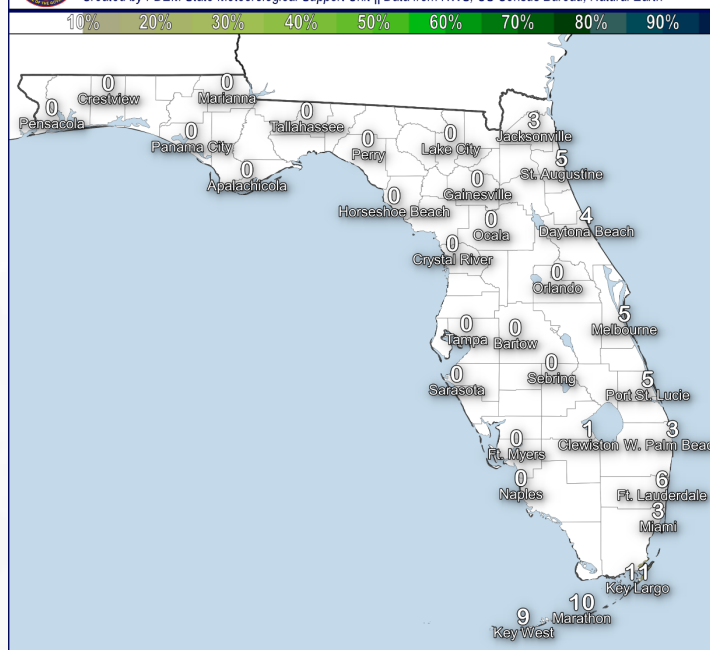 Created by FDEM State Meteorological Support Unit || Data from NWS, US Census Bureau, Natural Earth
10% 20% 30% 40% 50% 60% 70% 80% 90%
0
Crestview
0
Marianna
0
Pensacola
0
Tallahassee
3
Jacksonville
0
Panama City
0
Perry
0
Lake City
5
St. Augustine
0
Apalachicola
0
Gainesville
0
Horseshoe Beach
0
Ocala
4
Daytona Beach
0
Crystal River
0
Orlando
0
Tampa
0
Bartow
5
Melbourne
0
Sarasota
0
Sebring
5
Port St. Lucie
0
Ft. Myers
1
Clewiston
3
W. Palm Beac
0
Naples
6
Ft. Lauderdale
3
Miami
11
Key Largo
10
Marathon
9
Key West